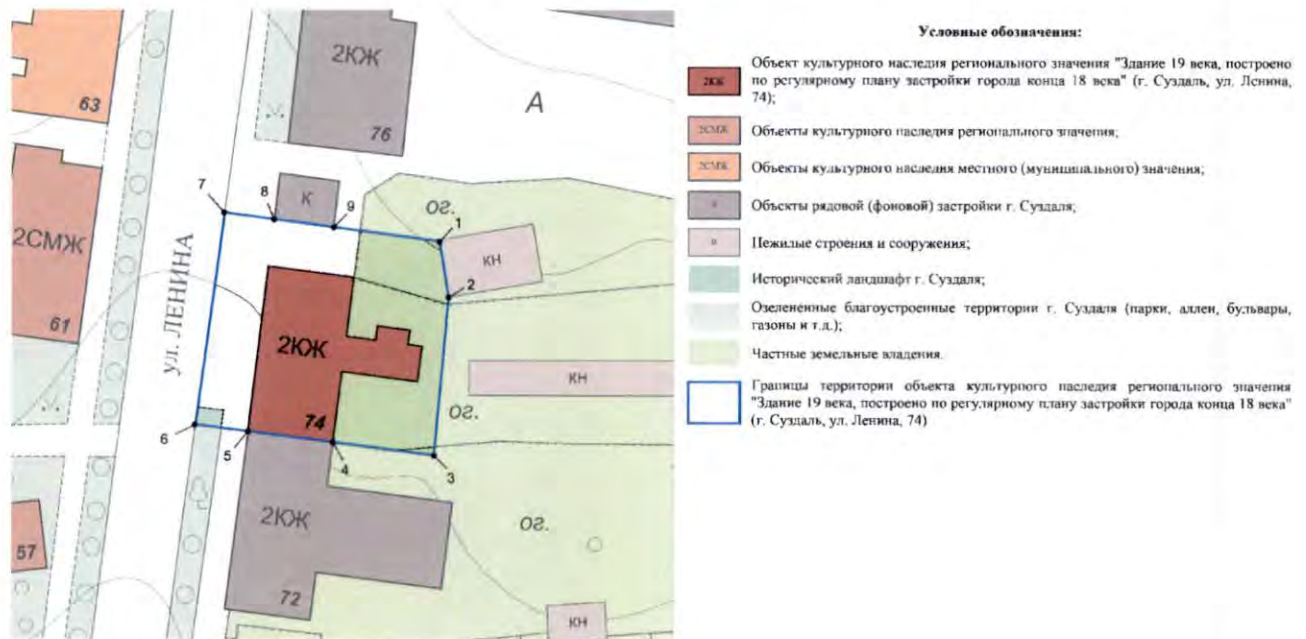 2КЖ
63
76
А
7
8
К
9
ог.
1
2СМЖ
КН
2
61
ул. ЛЕНИНА
2КЖ
КН
74
ог.
6
5
4
3
2КЖ
ог.
57
72
КН
Условные обозначения:
2КЖ
Объект культурного наследия регионального значения "Здание 19 века, построено
по регулярному плану застройки города конца 18 века" (г. Суздаль, ул. Ленина,
74);
2СМЖ
Объекты культурного наследия регионального значения;
2СМЖ
Объекты культурного наследия местного (муниципального) значения;
Объекты рядовой (фоновой) застройки г. Суздаля;
Нежилые строения и сооружения;
Исторический ландшафт г. Суздаля;
Озелененные благоустроенные территории г. Суздаля (парки, аллеи, бульвары,
газоны и т.д.);
Частные земельные владения.
Границы территории объекта культурного наследия регионального значения
"Здание 19 века, построено по регулярному плану застройки города конца 18 века"
(г. Суздаль, ул. Ленина, 74)